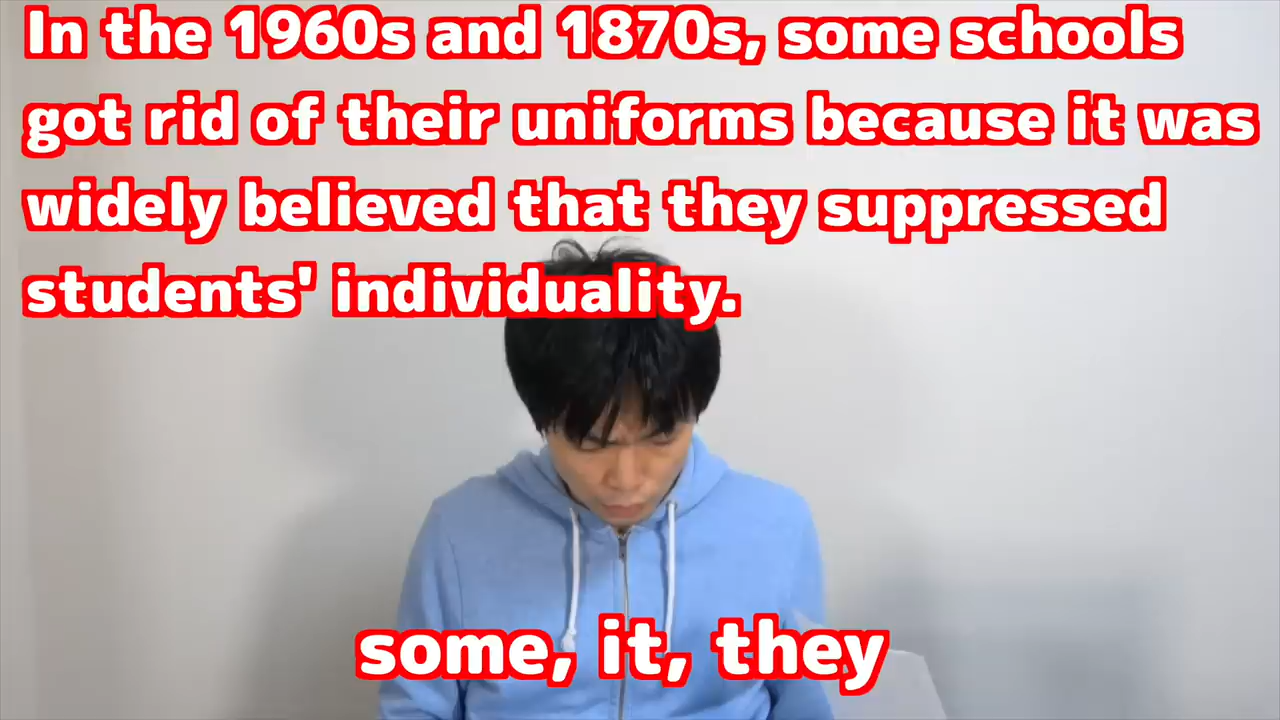 In the 1960s and 1870s, some schools
got rid of their uniforms because it was
widely believed that they suppressed
students' individuality.
some, it, they